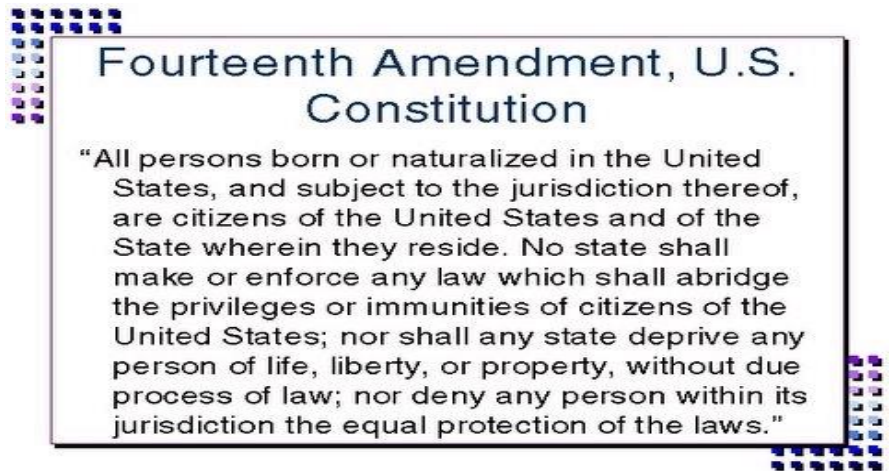 Fourteenth Amendment, U.S.
Constitution
“All persons born or naturalized in the United
States, and subject to the jurisdiction thereof,
are citizens of the United States and of the
State wherein they reside. No state shall
make or enforce any law which shall abridge
the privileges or immunities of citizens of the
United States; nor shall any state deprive any
person of life, liberty, or property, without due
process of law; nor deny any person within its
jurisdiction the equal protection of the laws.”